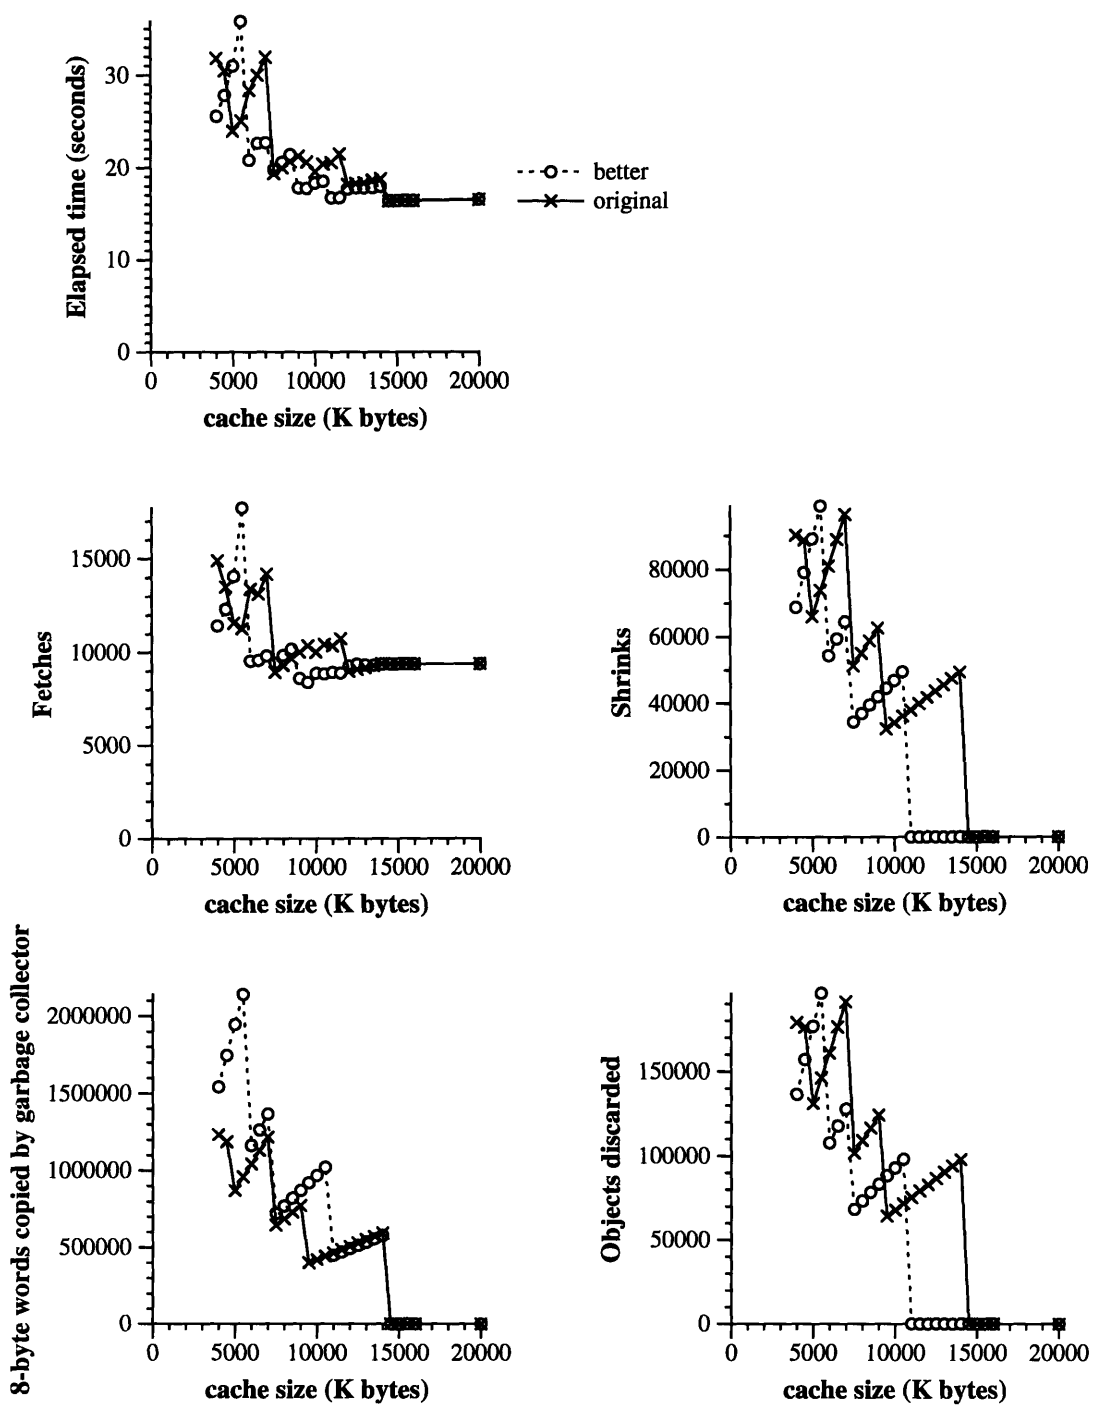 30
20
10
0
Elapsed time (seconds)
0 5000 10000 15000 20000
cache size (K bytes)
better
original
15000
10000
5000
0
Fetches
0 5000 10000 15000 20000
cache size (K bytes)
80000
60000
40000
20000
0
Shrinks
0 5000 10000 15000 20000
cache size (K bytes)
2000000
1500000
1000000
500000
0
8-byte words copied by garbage collector
0 5000 10000 15000 20000
cache size (K bytes)
150000
100000
50000
0
Objects discarded
0 5000 10000 15000 20000
cache size (K bytes)